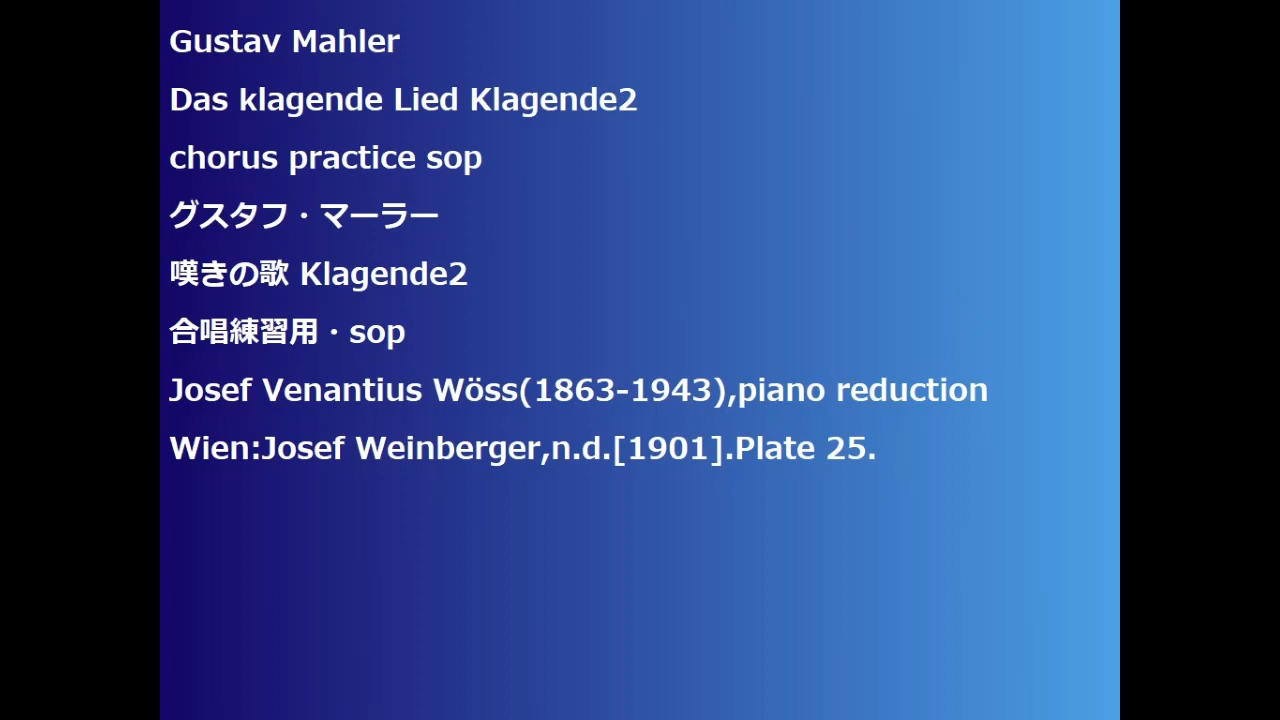 Gustav Mahler
Das klagende Lied Klagende2
chorus practice sop
グスタフ・マーラー
嘆きの歌 Klagende2
合唱練習用・sop
Josef Venantius Wöss(1863-1943),piano reduction
Wien:Josef Weinberger,n.d.[1901].Plate 25.